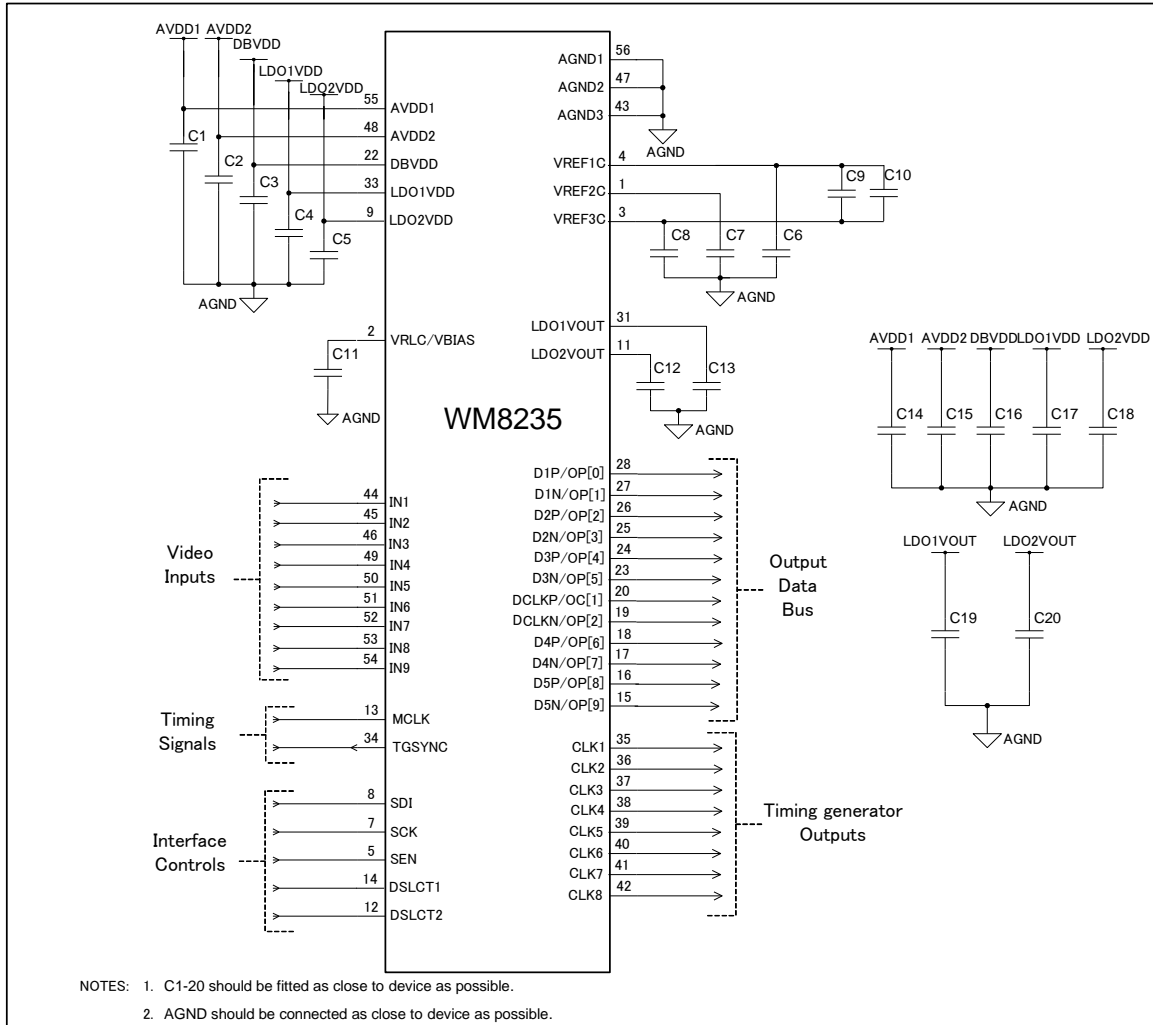 AVDD1
AVDD2
DBVDD
LDO1VDD
LDO2VDD
C1
C2
C3
C4
C5
AGND
55 AVDD1
48 AVDD2
22 DBVDD
33 LDO1VDD
9 LDO2VDD
2 VRLC/VBIAS
C11
AGND
WM8235
AGND1 56
AGND2 47
AGND3 43
AGND
VREF1C 4
VREF2C 1
VREF3C 3
C9
C10
C8
C7
C6
AGND
LDO1VOUT 31
LDO2VOUT 11
C12
C13
AGND
Video
Inputs
44 IN1
45 IN2
46 IN3
49 IN4
50 IN5
51 IN6
52 IN7
53 IN8
54 IN9
Timing
Signals
13 MCLK
34 TGSYNC
Interface
Controls
8 SDI
7 SCK
5 SEN
14 DSLCT1
12 DSLCT2
D1P/OP[0] 28
D1N/OP[1] 27
D2P/OP[2] 26
D2N/OP[3] 25
D3P/OP[4] 24
D3N/OP[5] 23
DCLKP/OC[1] 20
DCLKN/OP[2] 19
D4P/OP[6] 18
D4N/OP[7] 17
D5P/OP[8] 16
D5N/OP[9] 15
Output
Data
Bus
CLK1 35
CLK2 36
CLK3 37
CLK4 38
CLK5 39
CLK6 40
CLK7 41
CLK8 42
Timing generator
Outputs
AVDD1 AVDD2 DBVDD LDO1VDD LDO2VDD
C14 C15 C16 C17 C18
AGND
LDO1VOUT LDO2VOUT
C19 C20
AGND
NOTES: 1. C1-20 should be fitted as close to device as possible.
2. AGND should be connected as close to device as possible.